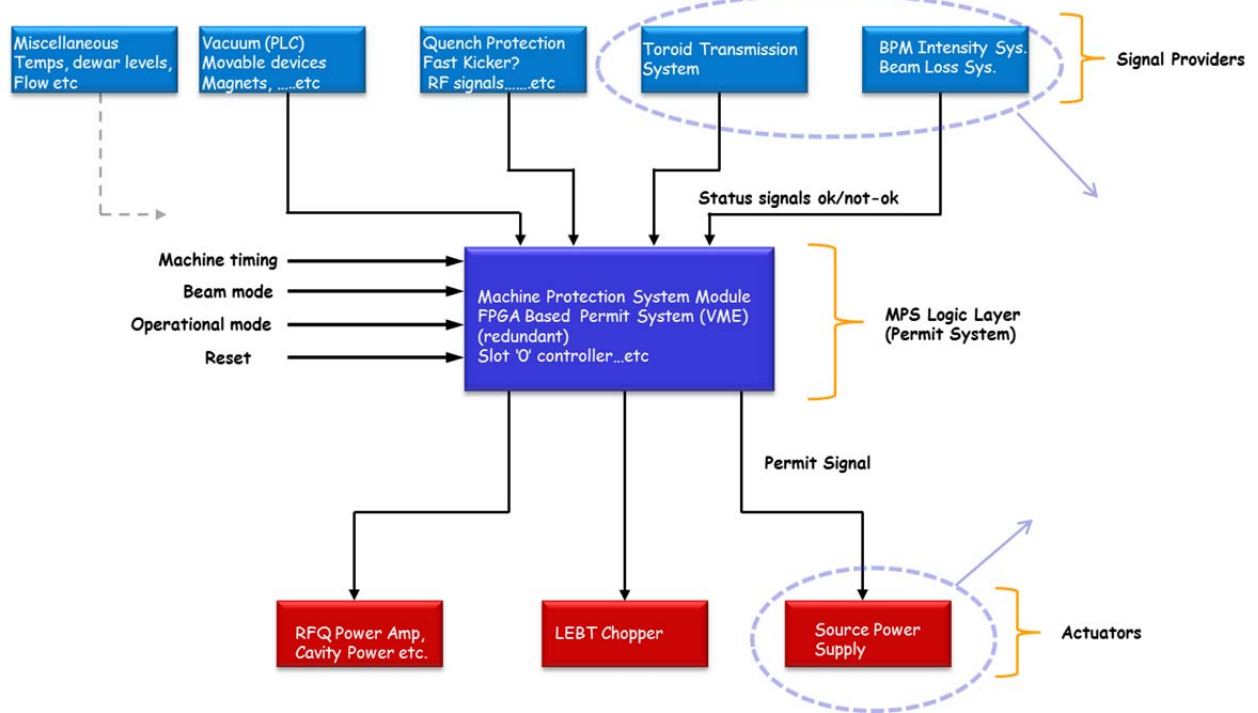 Miscellaneous
Temps, dewar levels,
Flow etc
Vacuum (PLC)
Movable devices
Magnets, .....etc
Quench Protection
Fast Kicker?
RF signals.......etc
Toroid Transmission
System
BPM Intensity Sys.
Beam Loss Sys.
Signal Providers
Status signals ok/not-ok
Machine timing
Beam mode
Operational mode
Reset
Machine Protection System Module
FPGA Based Permit System (VME)
(redundant)
Slot '0' controller...etc
MPS Logic Layer
(Permit System)
Permit Signal
RFQ Power Amp,
Cavity Power etc.
LEBT Chopper
Source Power
Supply
Actuators